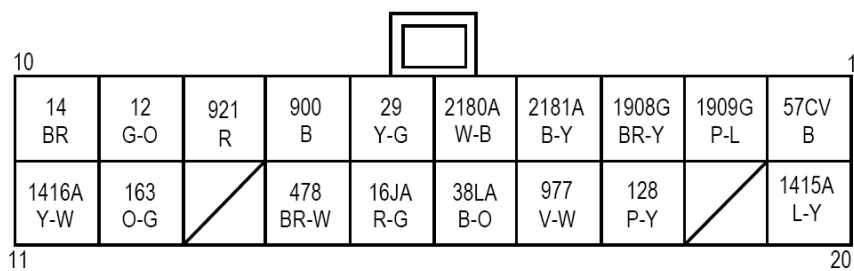 10 1
14 12 921 900 29 2180A 2181A 1908G 1909G 57CV
BR G-O R B Y-G W-B B-Y BR-Y P-L B
1416A 163 478 16JA 38LA 977 128 1415A
Y-W O-G BR-W R-G B-O V-W P-Y L-Y
11 20